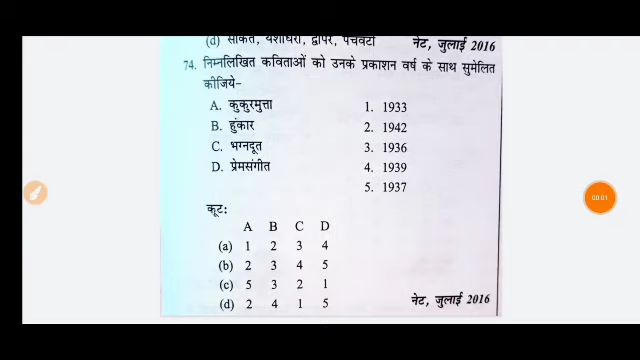 (d) साकेत, यशोधरा, द्वापर, पंचवटी नेट, जुलाई 2016
74. निम्नलिखित कविताओं को उनके प्रकाशन वर्ष के साथ सुमेलित
कीजिये–
A. कुकुरमुत्ता 1. 1933
B. हुंकार 2. 1942
C. भग्नदूत 3. 1936
D. प्रेमसंगीत 4. 1939
5. 1937
कूट:
A B C D
(a) 1 2 3 4
(b) 2 3 4 5
(c) 5 3 2 1
(d) 2 4 1 5
नेट, जुलाई 2016
00:01